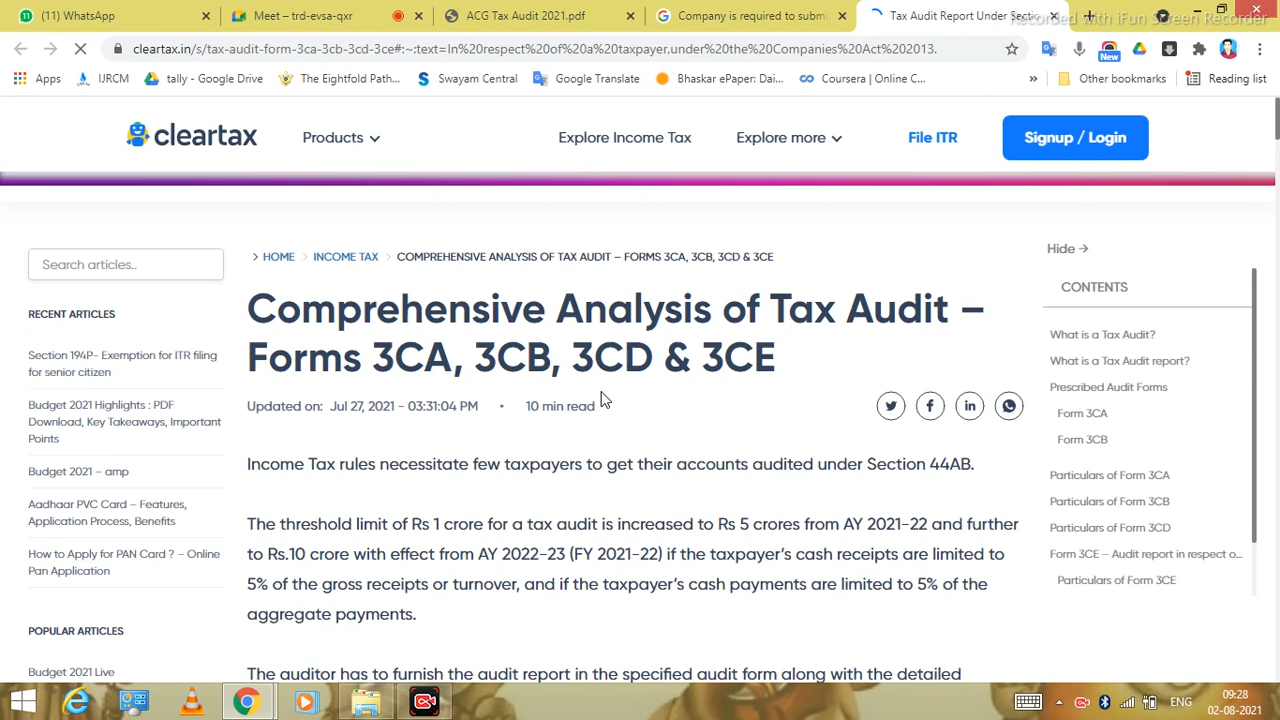 (11) WhatsApp
Meet – trd-evsa-qxr
ACG Tax Audit 2021.pdf
Company is required to subm
Tax Audit Report Under Secti
Recorded with iFun Screen Recorder
cleartax.in/s/tax-audit-form-3ca-3cb-3cd-3ce#:~:text=In%20respect%20of%20a%20taxpayer,under%20the%20Companies%20Act%202013.
New
Apps
IJRCM
tally - Google Drive
The Eightfold Path...
Swayam Central
Google Translate
Bhaskar ePaper: Dai...
Coursera | Online C...
»
Other bookmarks
Reading list
cleartax
Products
Explore Income Tax
Explore more
File ITR
Signup / Login
Search articles..
HOME
INCOME TAX
COMPREHENSIVE ANALYSIS OF TAX AUDIT – FORMS 3CA, 3CB, 3CD & 3CE
Hide →
RECENT ARTICLES
Section 194P- Exemption for ITR filing
for senior citizen
Budget 2021 Highlights : PDF
Download, Key Takeaways, Important
Points
Budget 2021 – amp
Aadhaar PVC Card – Features,
Application Process, Benefits
How to Apply for PAN Card ? – Online
Pan Application
POPULAR ARTICLES
Budget 2021 Live
Comprehensive Analysis of Tax Audit –
Forms 3CA, 3CB, 3CD & 3CE
Updated on: Jul 27, 2021 - 03:31:04 PM • 10 min read
Income Tax rules necessitate few taxpayers to get their accounts audited under Section 44AB.
The threshold limit of Rs 1 crore for a tax audit is increased to Rs 5 crores from AY 2021-22 and further
to Rs.10 crore with effect from AY 2022-23 (FY 2021-22) if the taxpayer's cash receipts are limited to
5% of the gross receipts or turnover, and if the taxpayer's cash payments are limited to 5% of the
aggregate payments.
The auditor has to furnish the audit report in the specified audit form along with the detailed
CONTENTS
What is a Tax Audit?
What is a Tax Audit report?
Prescribed Audit Forms
Form 3CA
Form 3CB
Particulars of Form 3CA
Particulars of Form 3CB
Particulars of Form 3CD
Form 3CE – Audit report in respect o...
Particulars of Form 3CE
ENG
09:28
02-08-2021